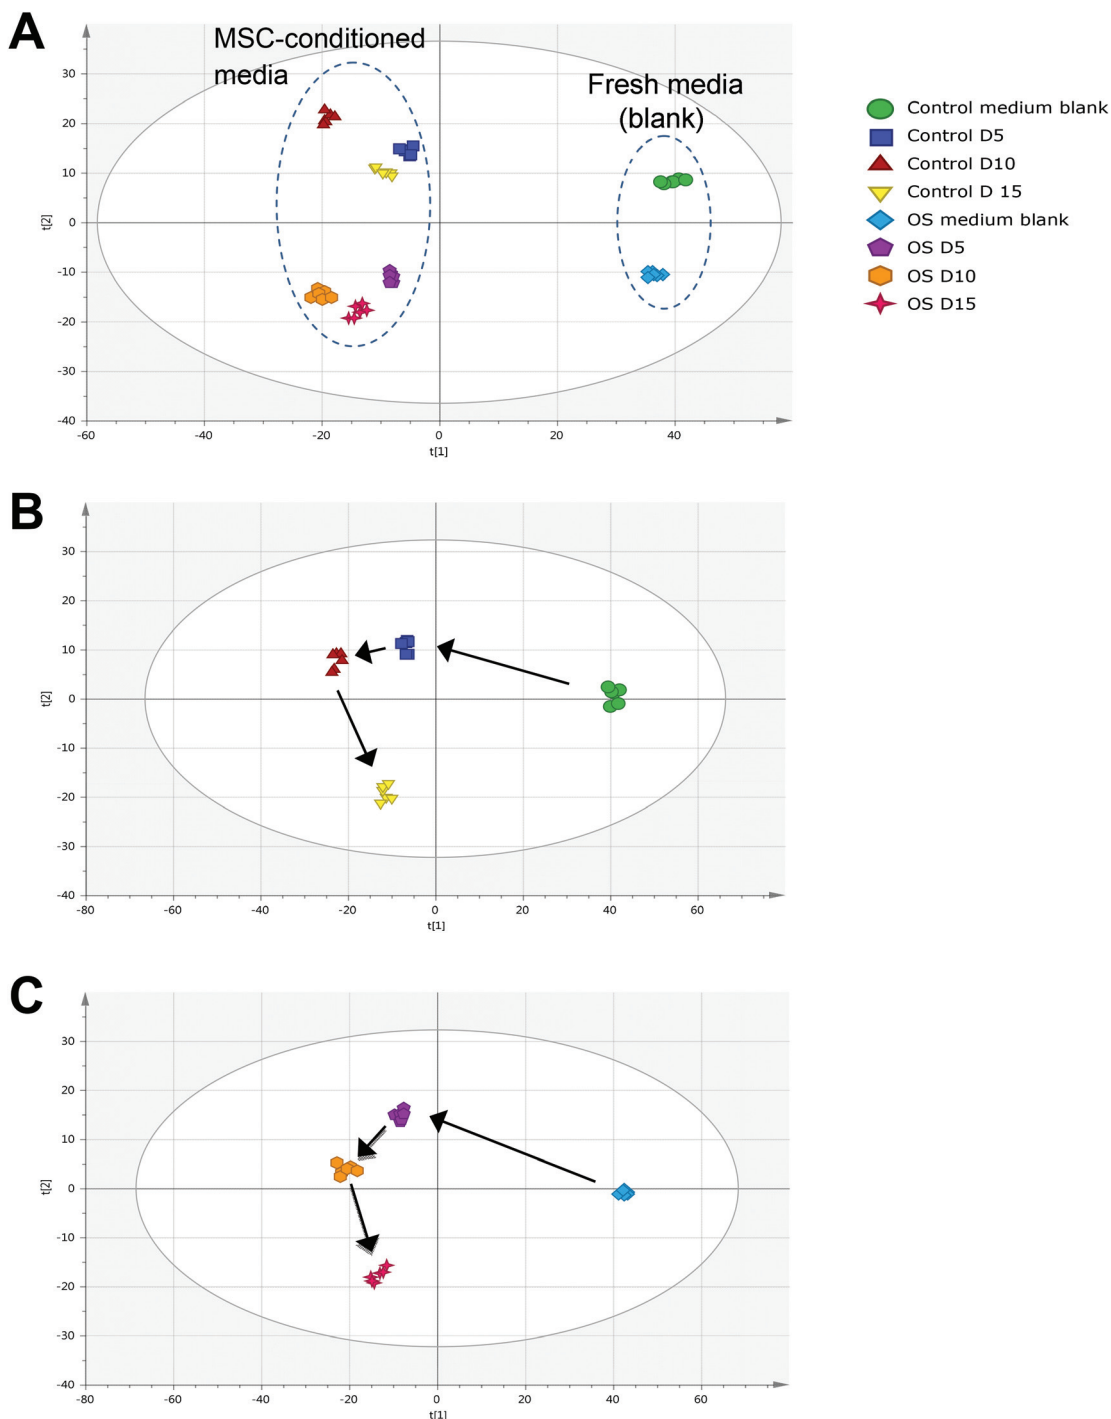 A
MSC-conditioned
media
Fresh media
(blank)
30
20
10
0
-10
-20
-30
-40
t[2]
-60
-40
-20
0
20
40
t[1]
Control medium blank
Control D5
Control D10
Control D 15
OS medium blank
OS D5
OS D10
OS D15
B
30
20
10
0
-10
-20
-30
-40
t[2]
-80
-60
-40
-20
0
20
40
60
t[1]
C
30
20
10
0
-10
-20
-30
-40
t[2]
-80
-60
-40
-20
0
20
40
60
t[1]